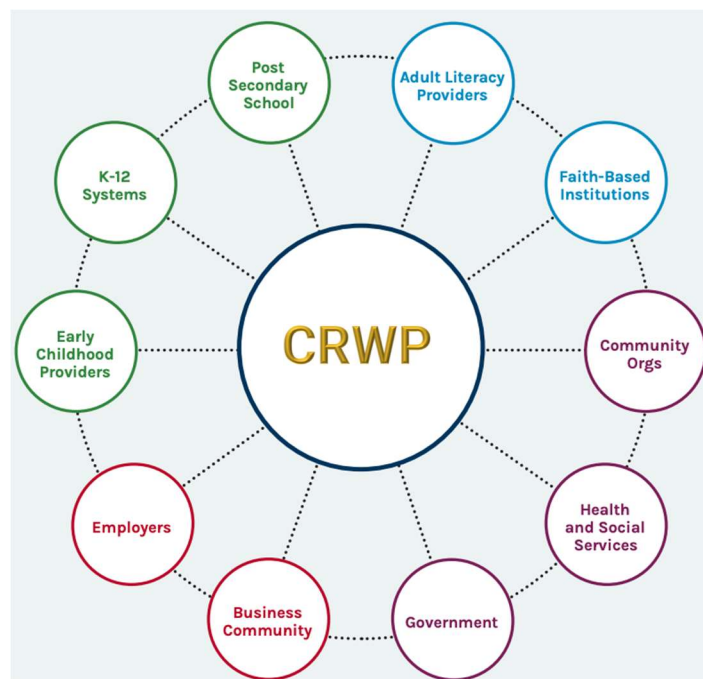 Post
Secondary
School
Adult Literacy
Providers
K-12
Systems
Faith-Based
Institutions
CRWP
Early
Childhood
Providers
Community
Orgs
Employers
Health
and Social
Services
Business
Community
Government